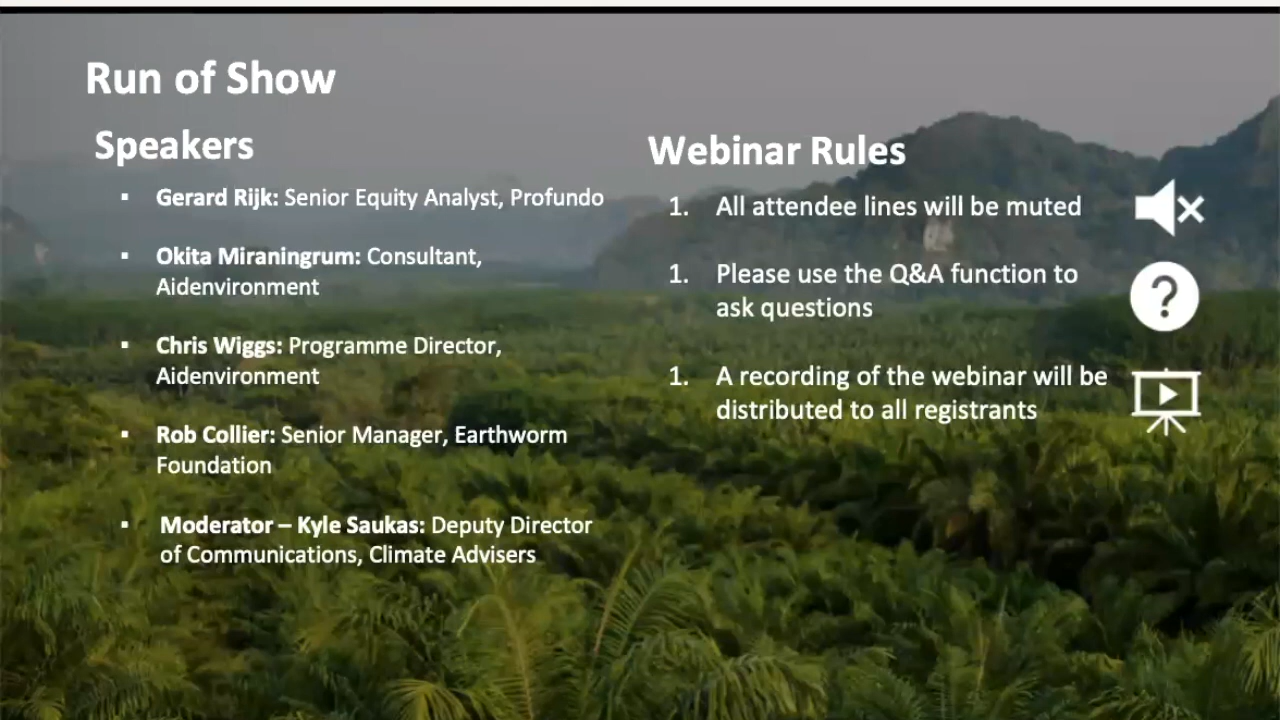 Run of Show
Speakers
▪ Gerard Rijk: Senior Equity Analyst, Profundo
▪ Okita Miraningrum: Consultant,
Aidenvironment
▪ Chris Wiggs: Programme Director,
Aidenvironment
▪ Rob Collier: Senior Manager, Earthworm
Foundation
▪ Moderator – Kyle Saukas: Deputy Director
of Communications, Climate Advisers
Webinar Rules
1. All attendee lines will be muted
1. Please use the Q&A function to
ask questions
1. A recording of the webinar will be
distributed to all registrants
?